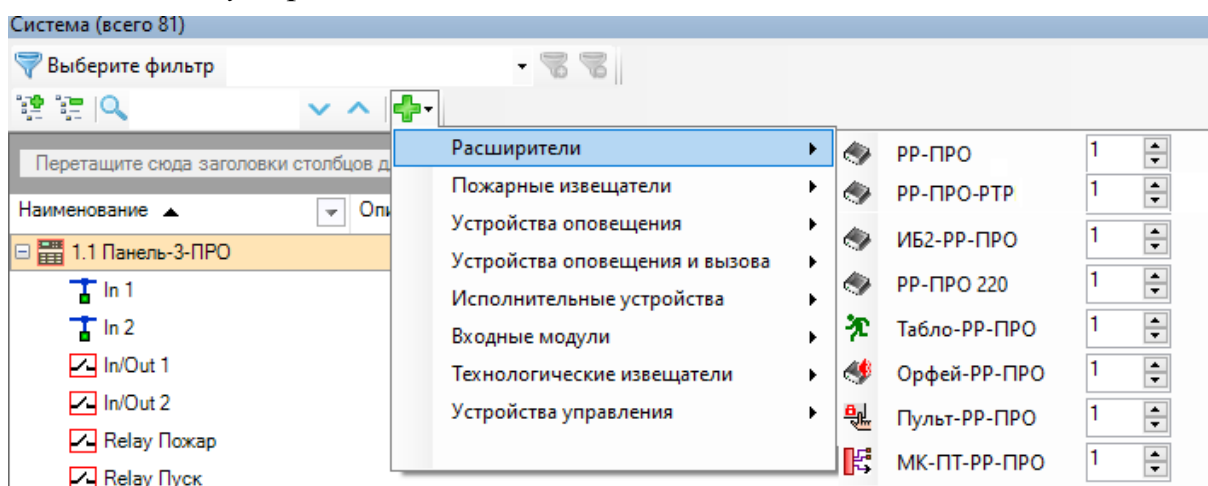 Система (всего 81)
Выберите фильтр
Расширители
Пожарные извещатели
Устройства оповещения
Устройства оповещения и вызова
Исполнительные устройства
Входные модули
Технологические извещатели
Устройства управления
РР-ПРО 1
РР-ПРО-РТР 1
ИБ2-РР-ПРО 1
РР-ПРО 220 1
Табло-РР-ПРО 1
Орфей-РР-ПРО 1
Пульт-РР-ПРО 1
МК-ПТ-РР-ПРО 1
Перетащите сюда заголовки столбцов д
Наименование Опи
1.1 Панель-3-ПРО
In 1
In 2
In/Out 1
In/Out 2
Relay Пожар
Relay Пуск